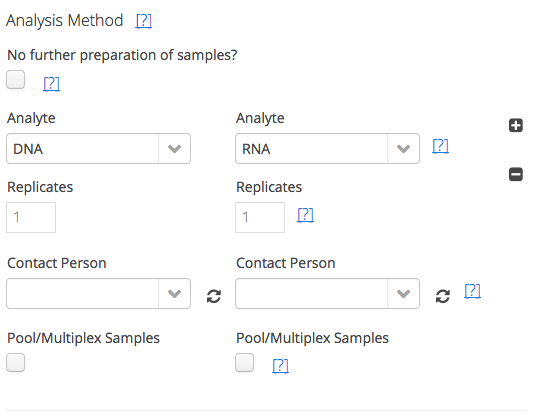 Analysis Method [?]
No further preparation of samples?
[?]
Analyte Analyte
DNA RNA [?]
Replicates Replicates
1 1 [?]
Contact Person Contact Person
[?]
Pool/Multiplex Samples Pool/Multiplex Samples
[?]